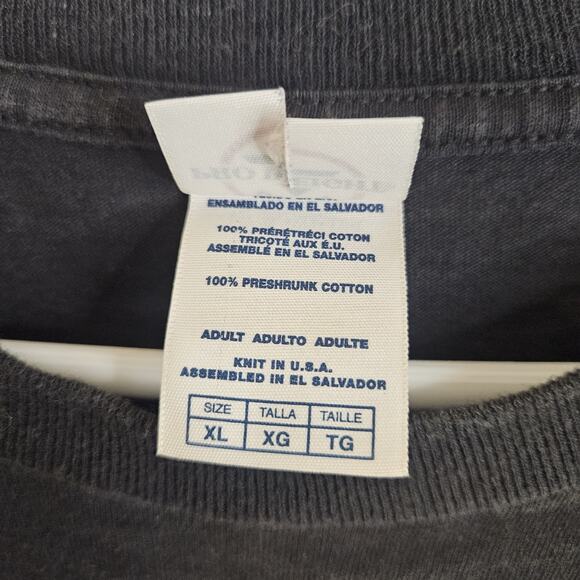 ENSAMBLADO EN EL SALVADOR
100% PRÉRÉTRÉCI COTON
TRICOTÉ AUX É.U.
ASSEMBLÉ EN EL SALVADOR
100% PRESHRUNK COTTON
ADULT ADULTO ADULTE
KNIT IN U.S.A.
ASSEMBLED IN EL SALVADOR
SIZE TALLA TAILLE
XL XG TG